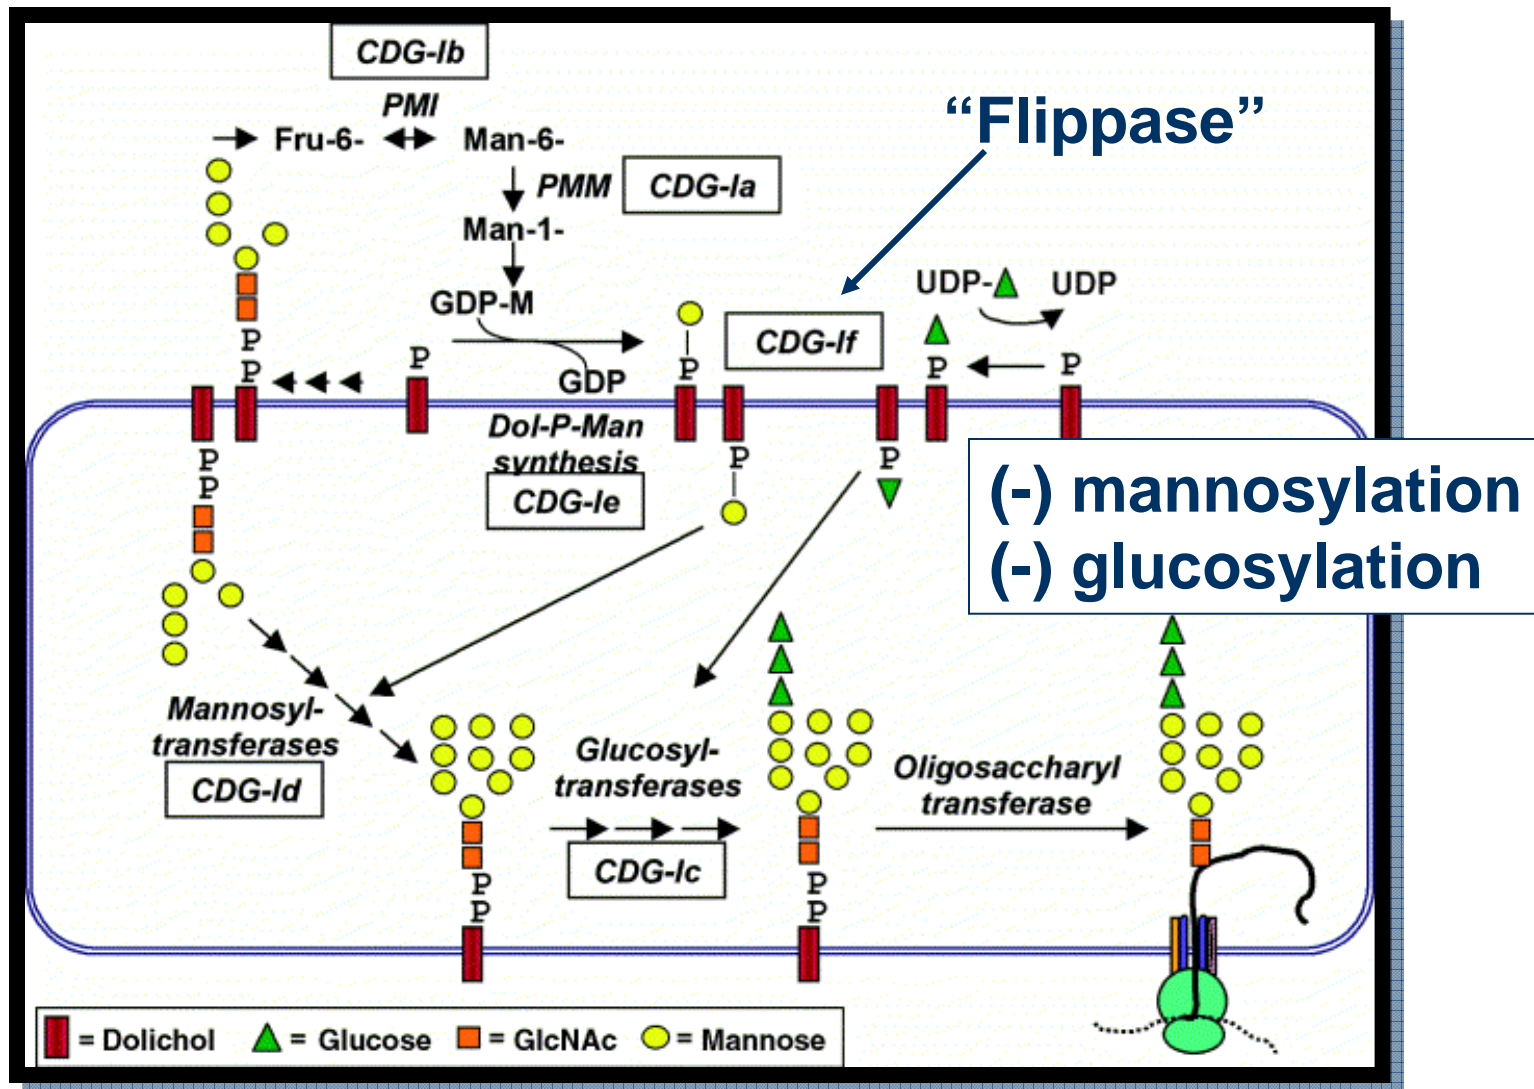 CDG-Ib
PMI
Fru-6-
Man-6-
“Flippase”
PMM
CDG-Ia
Man-1-
GDP-M
UDP-
UDP
P
P
P
P
CDG-If
P
P
GDP
Dol-P-Man
synthesis
CDG-Ie
P
P
P
P
(-) mannosylation
(-) glucosylation
Mannosyl-
transferases
CDG-Id
Glucosyl-
transferases
CDG-Ic
Oligosaccharyl
transferase
P
P
P
P
= Dolichol
= Glucose
= GlcNAc
= Mannose